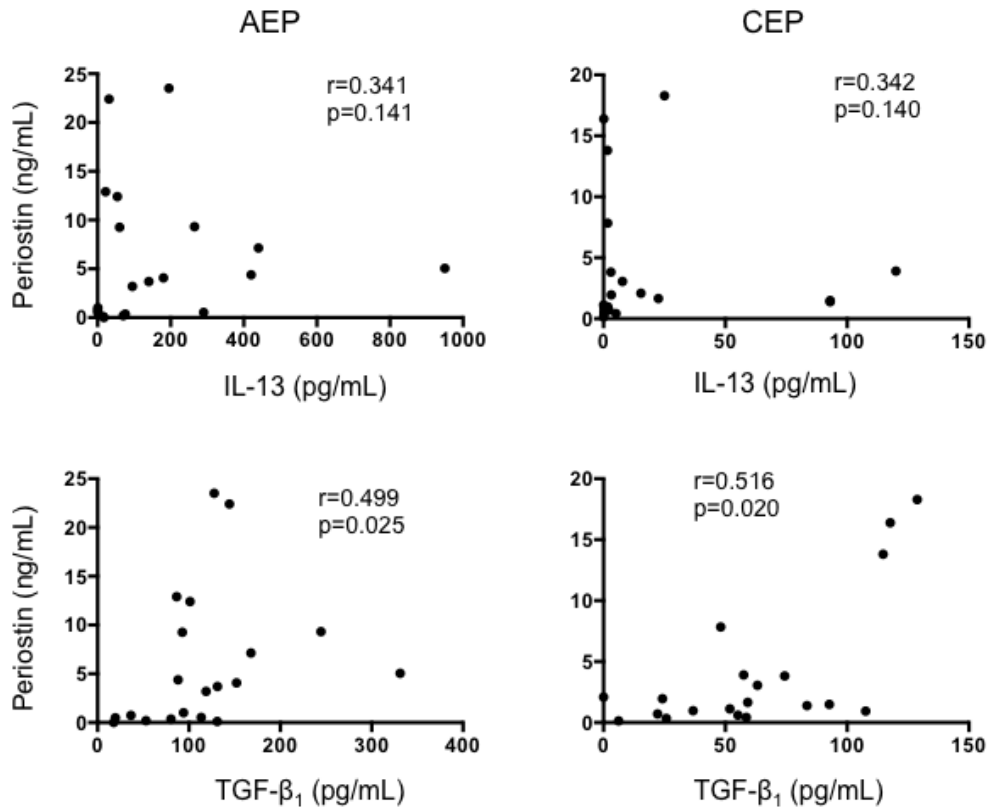 AEP
CEP
r=0.341
p=0.141
25
20
15
10
5
0
0 200 400 600 800 1000
Periostin (ng/mL)
IL-13 (pg/mL)
r=0.342
p=0.140
20
15
10
5
0
0 50 100 150
IL-13 (pg/mL)
r=0.499
p=0.025
25
20
15
10
5
0
0 100 200 300 400
Periostin (ng/mL)
TGF-β₁ (pg/mL)
r=0.516
p=0.020
20
15
10
5
0
0 50 100 150
TGF-β₁ (pg/mL)